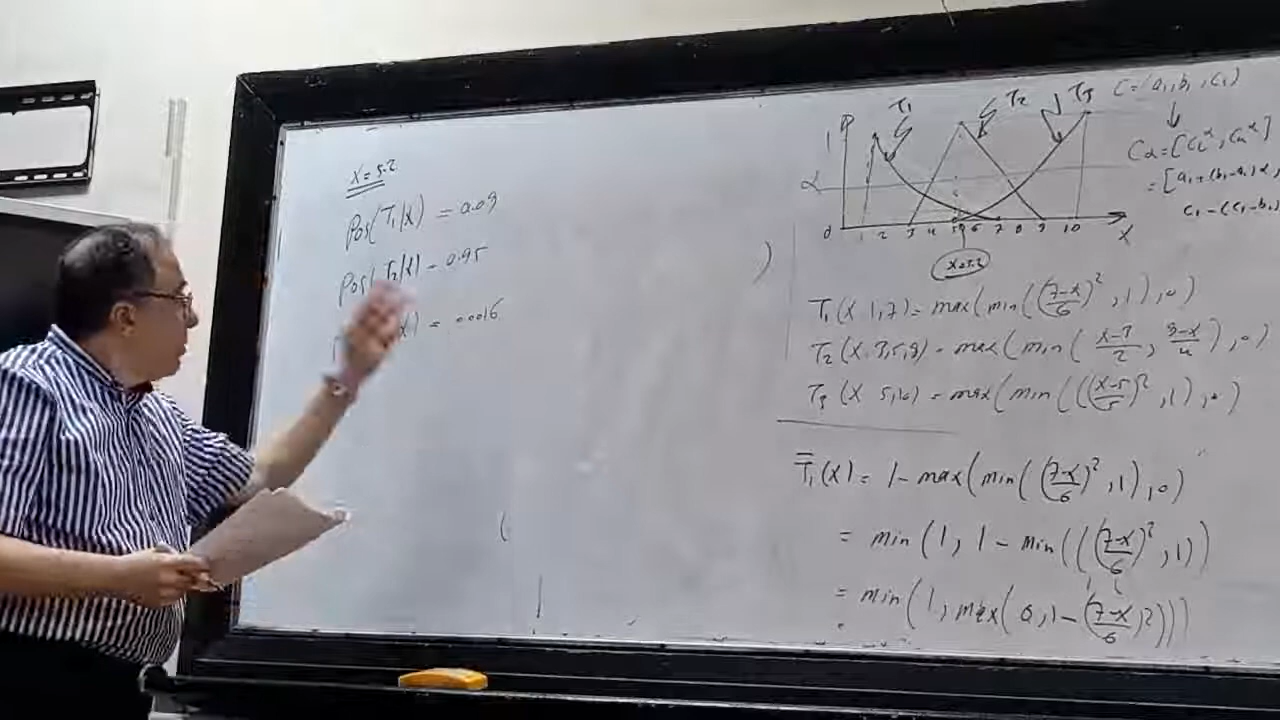 x = 5.2
Pos(T₁|x) = 0.09
Pos(T₂|x) = 0.95
x) = 0.0016
T₁
T₂
T₃
C = (a₁, b₁, c₁)
Cα = [C_L^α, C_u^α]
= [a₁ + (b₁ - a₁)α,
c₁ - (c₁ - b₁
1
α
0 1 2 3 4 5 6 7 8 9 10 X
x=5.2
T₁(x 1,7) = max(min((7-x/6)², 1), 0)
T₂(x. 3,5,9) = max(min(x-3/2, 9-x/4), 0)
T₃(x 5,10) = max(min(((x-5/5)², 1), 0)
T̄₁(x) = 1 - max(min((7-x/6)², 1), 0)
= min(1, 1 - min(((7-x/6)², 1))
= min(1, max(0, 1 - (7-x/6)2)))